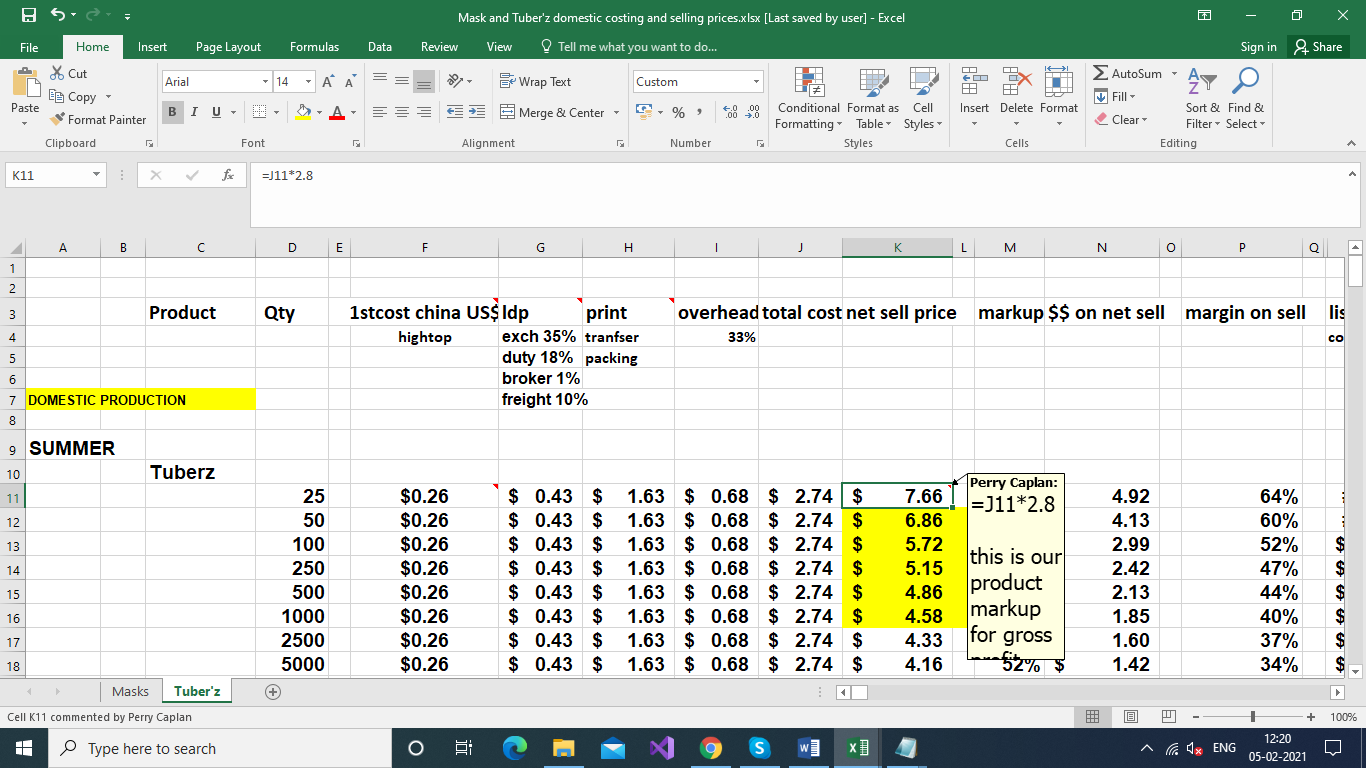 Mask and Tuber'z domestic costing and selling prices.xlsx [Last saved by user] - Excel
File Home Insert Page Layout Formulas Data Review View Tell me what you want to do... Sign in Share
Paste Cut Copy Format Painter Clipboard
Arial 14 A A B I U A Font
Wrap Text Merge & Center Alignment
Custom % , .0 .00 .00 .0 Number
Conditional Formatting Format as Table Cell Styles Styles
Insert Delete Format Cells
AutoSum Fill Clear Sort & Filter Find & Select Editing
K11 fx =J11*2.8
A B C D E F G H I J K L M N O P Q
1
2
3 Product Qty 1stcost china US$ ldp print overhead total cost net sell price markup $$ on net sell margin on sell lis
4 hightop exch 35% tranfser 33% co
5 duty 18% packing
6 broker 1%
7 DOMESTIC PRODUCTION freight 10%
8
9 SUMMER
10 Tuberz
11 25 $0.26 $ 0.43 $ 1.63 $ 0.68 $ 2.74 $ 7.66 4.92 64%
12 50 $0.26 $ 0.43 $ 1.63 $ 0.68 $ 2.74 $ 6.86 4.13 60%
13 100 $0.26 $ 0.43 $ 1.63 $ 0.68 $ 2.74 $ 5.72 2.99 52% $
14 250 $0.26 $ 0.43 $ 1.63 $ 0.68 $ 2.74 $ 5.15 2.42 47% $
15 500 $0.26 $ 0.43 $ 1.63 $ 0.68 $ 2.74 $ 4.86 2.13 44% $
16 1000 $0.26 $ 0.43 $ 1.63 $ 0.68 $ 2.74 $ 4.58 1.85 40% $
17 2500 $0.26 $ 0.43 $ 1.63 $ 0.68 $ 2.74 $ 4.33 1.60 37% $
18 5000 $0.26 $ 0.43 $ 1.63 $ 0.68 $ 2.74 $ 4.16 52% $ 1.42 34% $
Perry Caplan:
=J11*2.8
this is our
product
markup
for gross
Masks Tuber'z
Cell K11 commented by Perry Caplan 100%
Type here to search ENG 12:20
05-02-2021